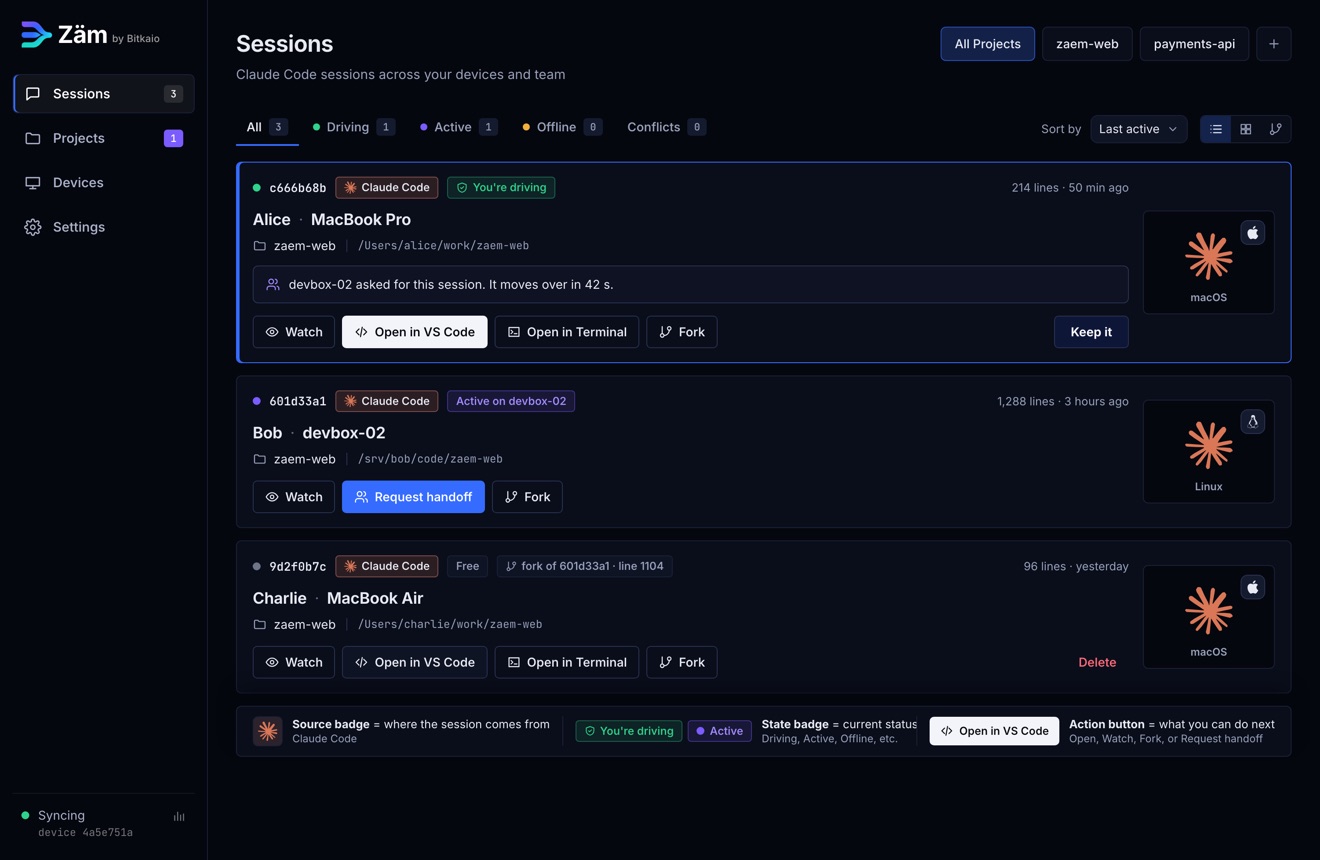 Zäm by Bitkaio
Sessions 3
Projects 1
Devices
Settings
Syncing
device 4a5e751a
Sessions
Claude Code sessions across your devices and team
All Projects zaem-web payments-api +
All 3 Driving 1 Active 1 Offline 0 Conflicts 0
Sort by Last active
c666b68b Claude Code You're driving 214 lines · 50 min ago
Alice · MacBook Pro
zaem-web | /Users/alice/work/zaem-web
devbox-02 asked for this session. It moves over in 42 s.
Watch Open in VS Code Open in Terminal Fork Keep it
macOS
601d33a1 Claude Code Active on devbox-02 1,288 lines · 3 hours ago
Bob · devbox-02
zaem-web | /srv/bob/code/zaem-web
Watch Request handoff Fork
Linux
9d2f0b7c Claude Code Free fork of 601d33a1 · line 1104 96 lines · yesterday
Charlie · MacBook Air
zaem-web | /Users/charlie/work/zaem-web
Watch Open in VS Code Open in Terminal Fork Delete
macOS
Source badge = where the session comes from
Claude Code
You're driving Active
State badge = current status
Driving, Active, Offline, etc.
Open in VS Code
Action button = what you can do next
Open, Watch, Fork, or Request handoff